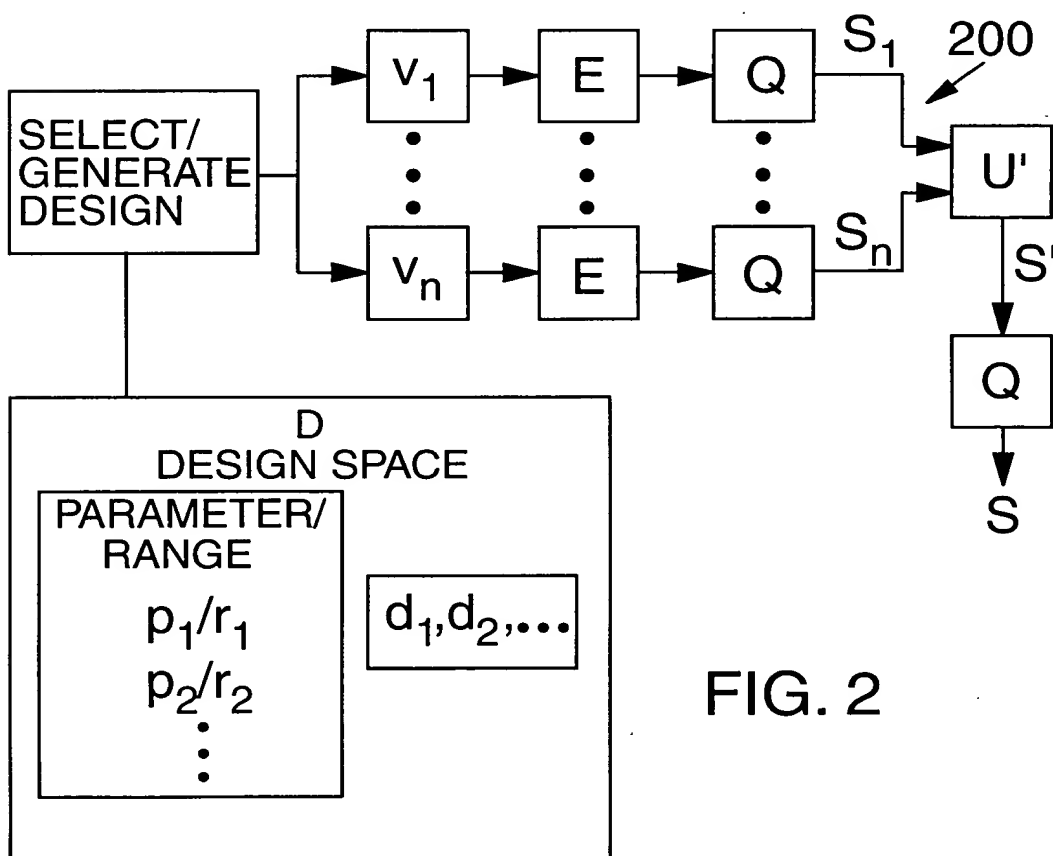 S₁ 200
v₁ E Q
SELECT/
GENERATE
DESIGN
U'
vₙ E Q Sₙ
S'
Q
S
D
DESIGN SPACE
PARAMETER/
RANGE
p₁/r₁
p₂/r₂
d₁,d₂,...
FIG. 2